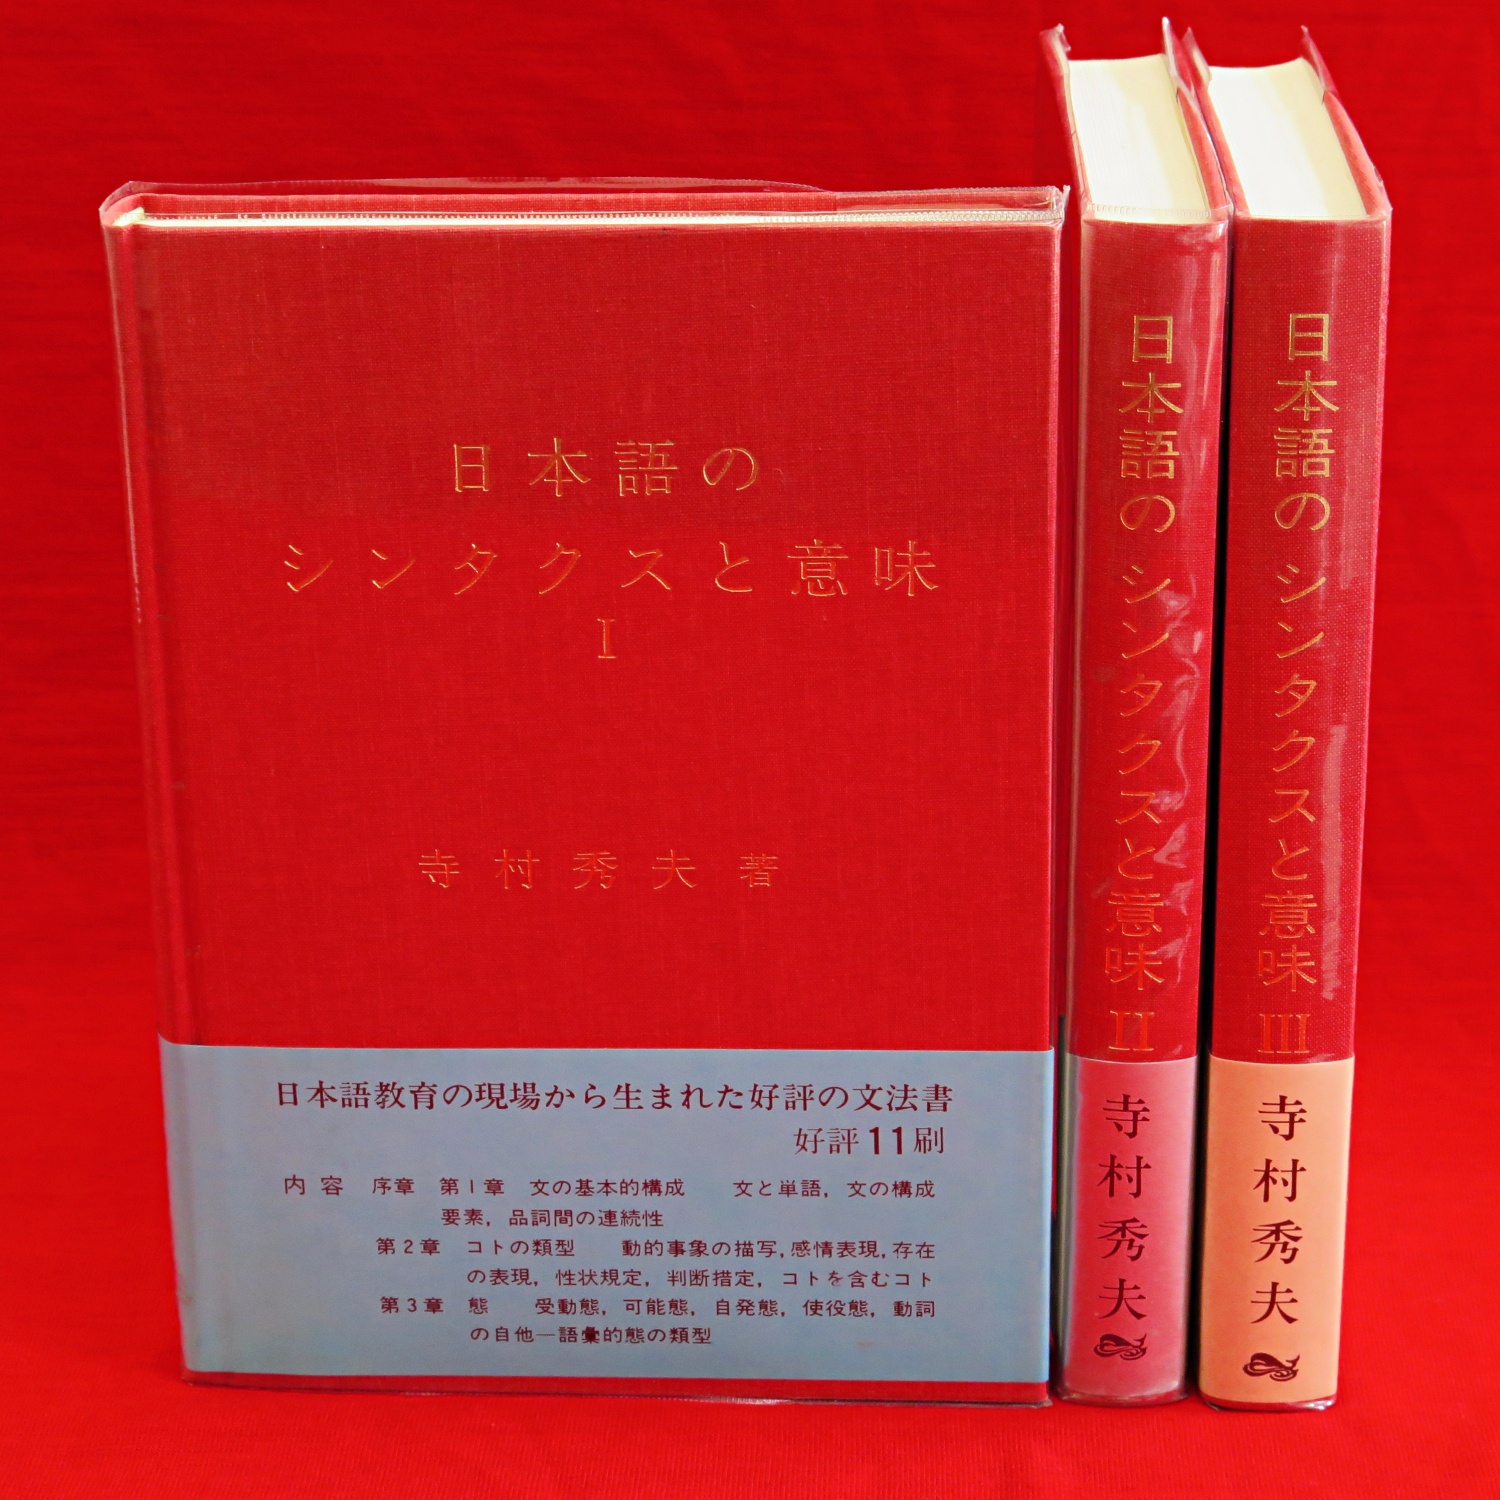 日本語の
シンタクスと意味
I
寺村秀夫 著
日本語教育の現場から生まれた好評の文法書
好評11刷
内容 序章 第1章 文の基本的構成 文と単語, 文の構成
要素, 品詞間の連続性
第2章 コトの類型 動的事象の描写, 感情表現, 存在
の表現, 性状規定, 判断措定, コトを含むコト
第3章 態 受動態, 可能態, 自発態, 使役態, 動詞
の自他―語彙的態の類型
日本語のシンタクスと意味 II
寺村秀夫
日本語のシンタクスと意味 III
寺村秀夫